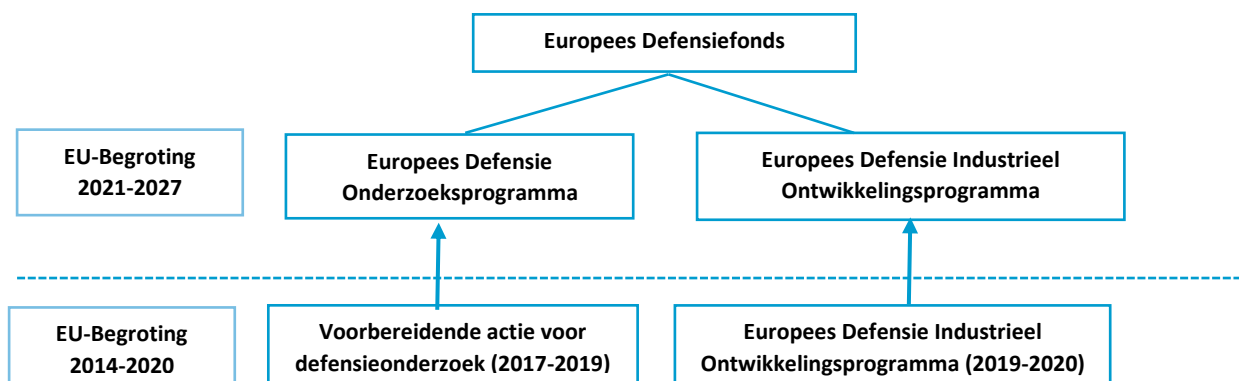 Europees Defensiefonds
EU-Begroting
2021-2027
Europees Defensie
Onderzoeksprogramma
Europees Defensie Industrieel
Ontwikkelingsprogramma
EU-Begroting
2014-2020
Voorbereidende actie voor
defensieonderzoek (2017-2019)
Europees Defensie Industrieel
Ontwikkelingsprogramma (2019-2020)